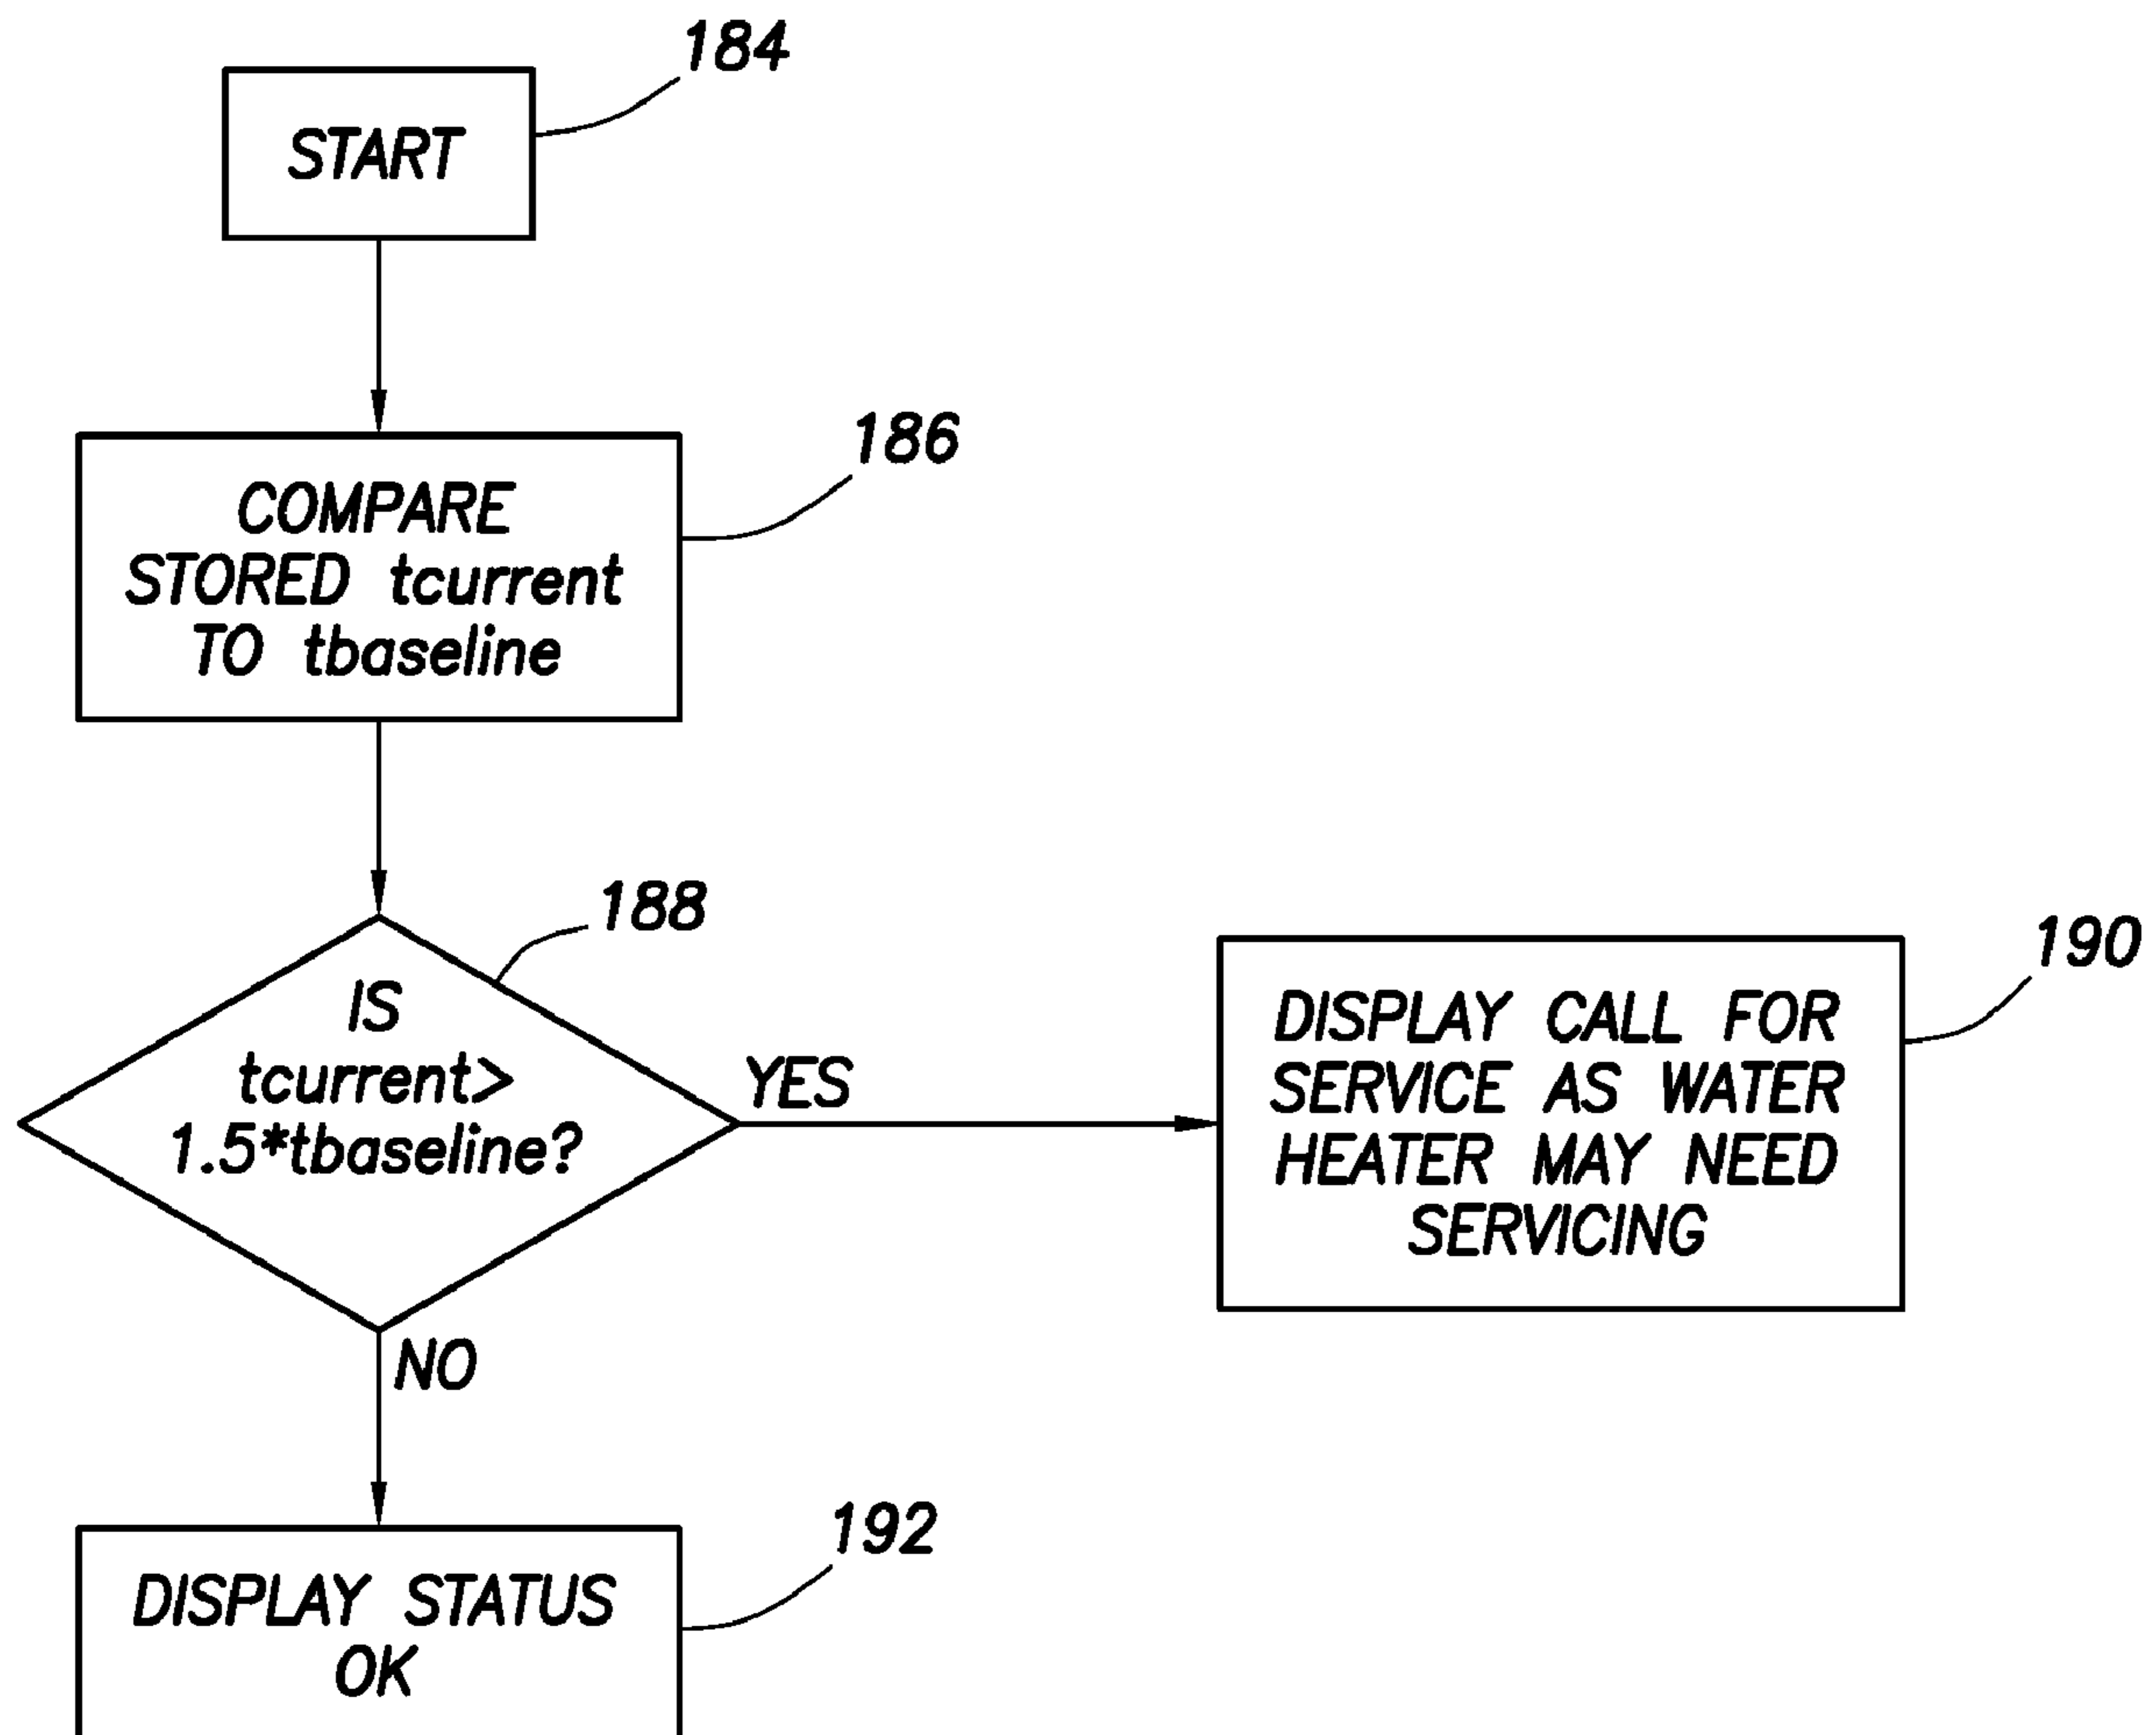 184
START
186
COMPARE
STORED tcurrent
TO tbaseline
188
IS
tcurrent>
1.5*tbaseline?
YES
190
DISPLAY CALL FOR
SERVICE AS WATER
HEATER MAY NEED
SERVICING
NO
192
DISPLAY STATUS
OK